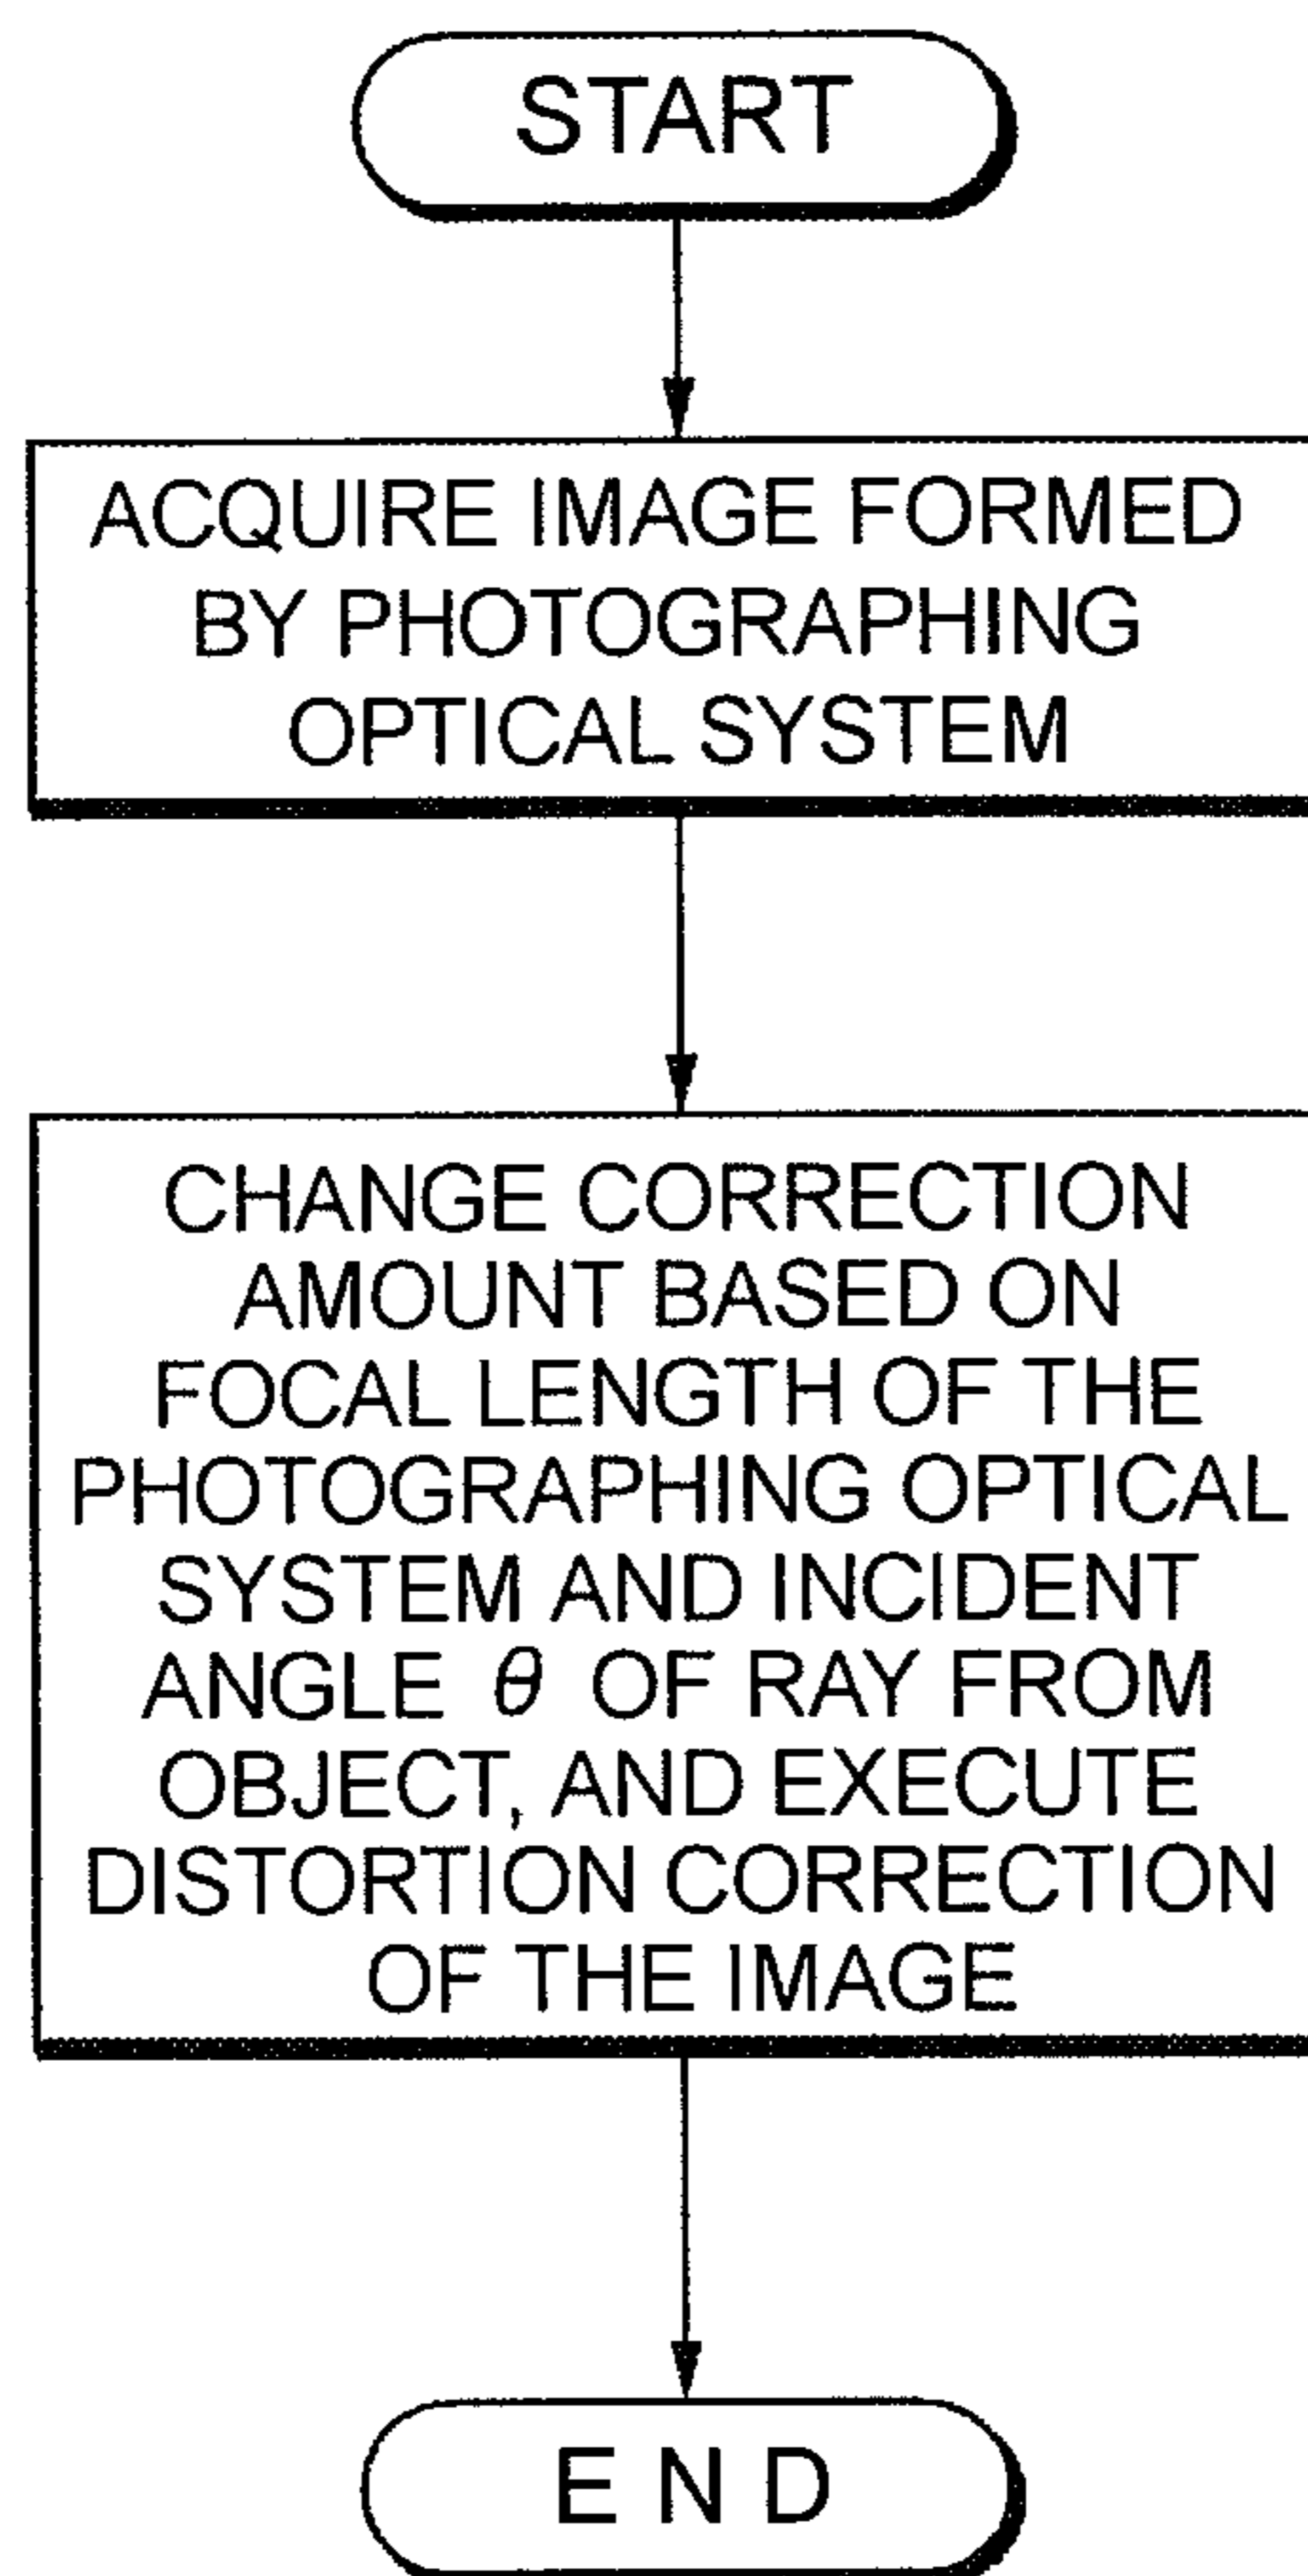 START
ACQUIRE IMAGE FORMED
BY PHOTOGRAPHING
OPTICAL SYSTEM
CHANGE CORRECTION
AMOUNT BASED ON
FOCAL LENGTH OF THE
PHOTOGRAPHING OPTICAL
SYSTEM AND INCIDENT
ANGLE θ OF RAY FROM
OBJECT, AND EXECUTE
DISTORTION CORRECTION
OF THE IMAGE
END